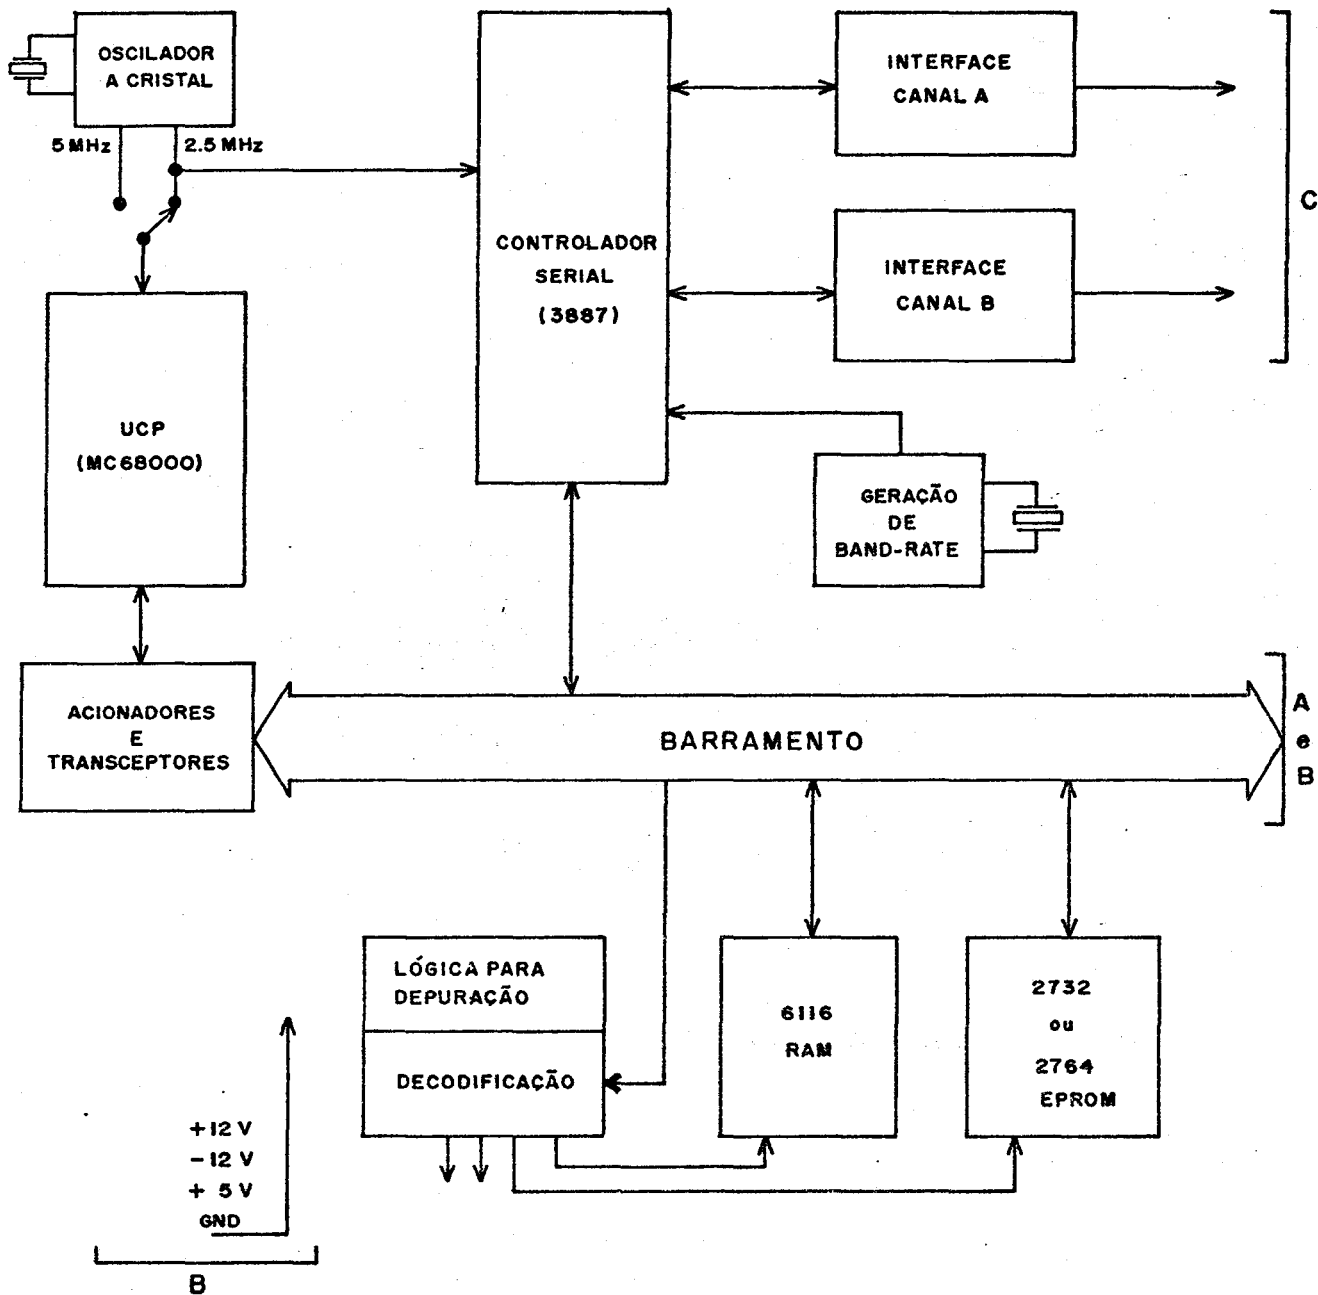 OSCILADOR
A CRISTAL
5 MHz
2.5 MHz
CONTROLADOR
SERIAL
(3887)
INTERFACE
CANAL A
INTERFACE
CANAL B
C
UCP
(MC68000)
GERAÇÃO
DE
BAND-RATE
ACIONADORES
E
TRANSCEPTORES
BARRAMENTO
A
e
B
LÓGICA PARA
DEPURAÇÃO
DECODIFICAÇÃO
6116
RAM
2732
ou
2764
EPROM
+12 V
-12 V
+ 5 V
GND
B